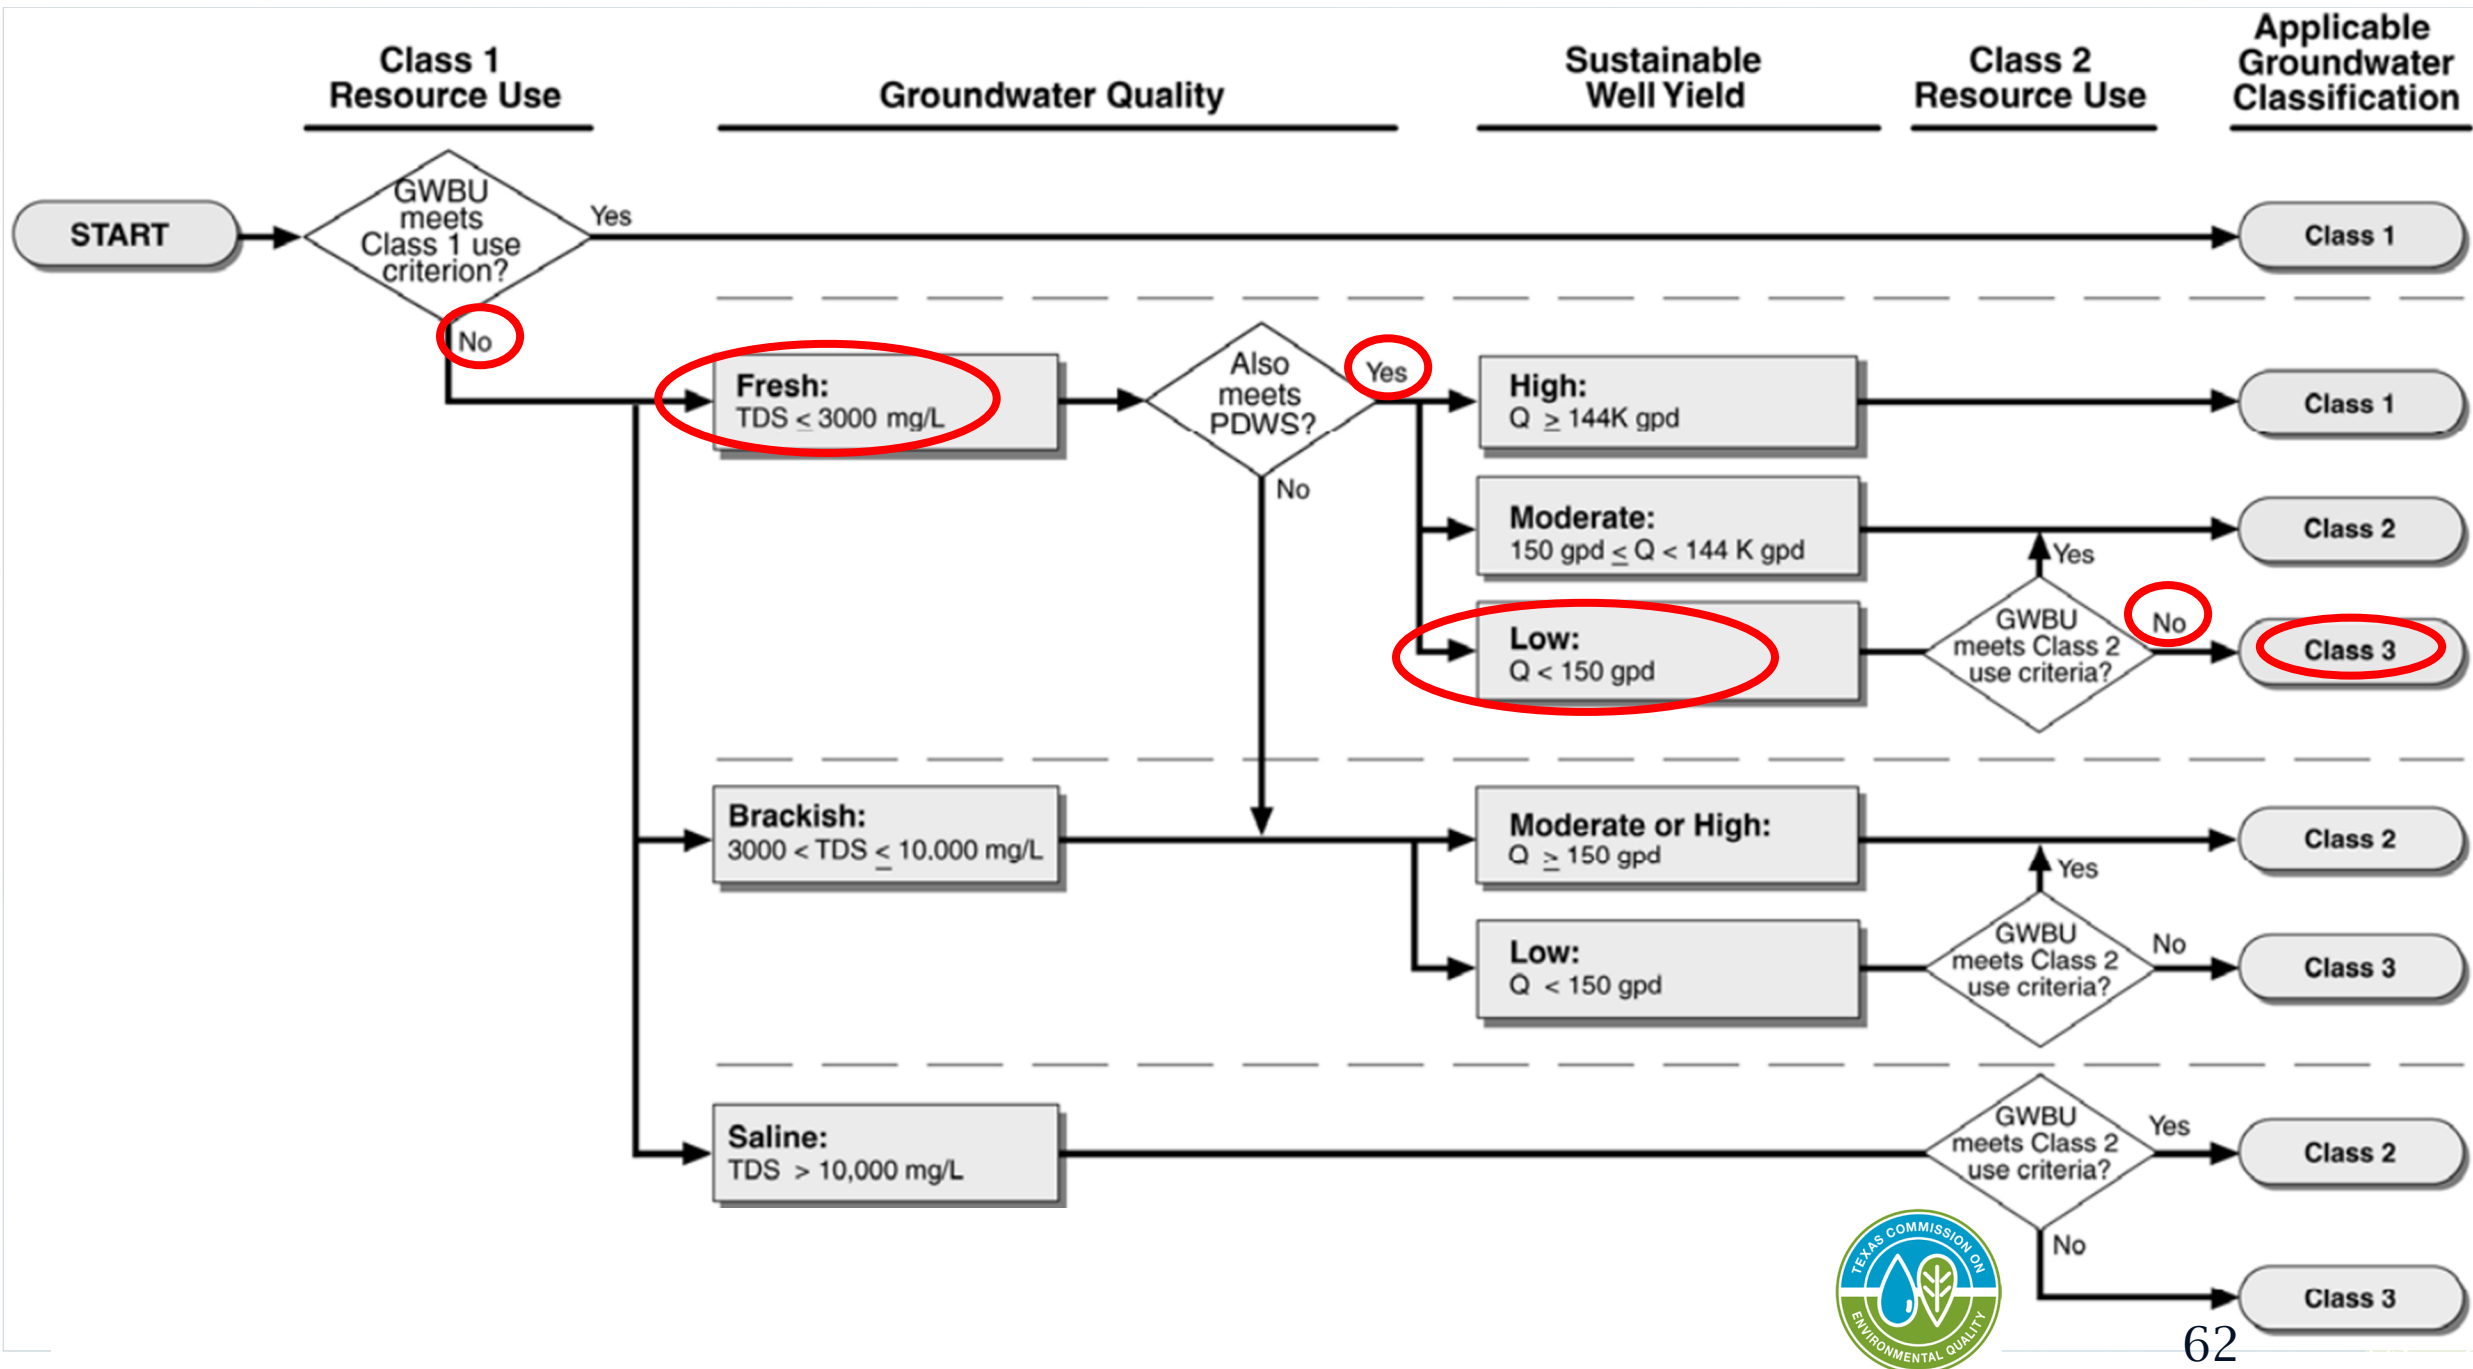 Class 1
Resource Use
Groundwater Quality
Sustainable
Well Yield
Class 2
Resource Use
Applicable
Groundwater
Classification
START
GWBU
meets
Class 1 use
criterion?
Yes
Class 1
No
Fresh:
TDS ≤ 3000 mg/L
Also
meets
PDWS?
Yes
No
High:
Q ≥ 144K gpd
Class 1
Moderate:
150 gpd ≤ Q < 144 K gpd
Class 2
Yes
Low:
Q < 150 gpd
GWBU
meets Class 2
use criteria?
No
Class 3
Brackish:
3000 < TDS ≤ 10.000 mg/L
Moderate or High:
Q ≥ 150 gpd
Class 2
Yes
Low:
Q < 150 gpd
GWBU
meets Class 2
use criteria?
No
Class 3
Saline:
TDS > 10,000 mg/L
GWBU
meets Class 2
use criteria?
Yes
Class 2
No
Class 3
TEXAS COMMISSION ON
ENVIRONMENTAL QUALITY
62